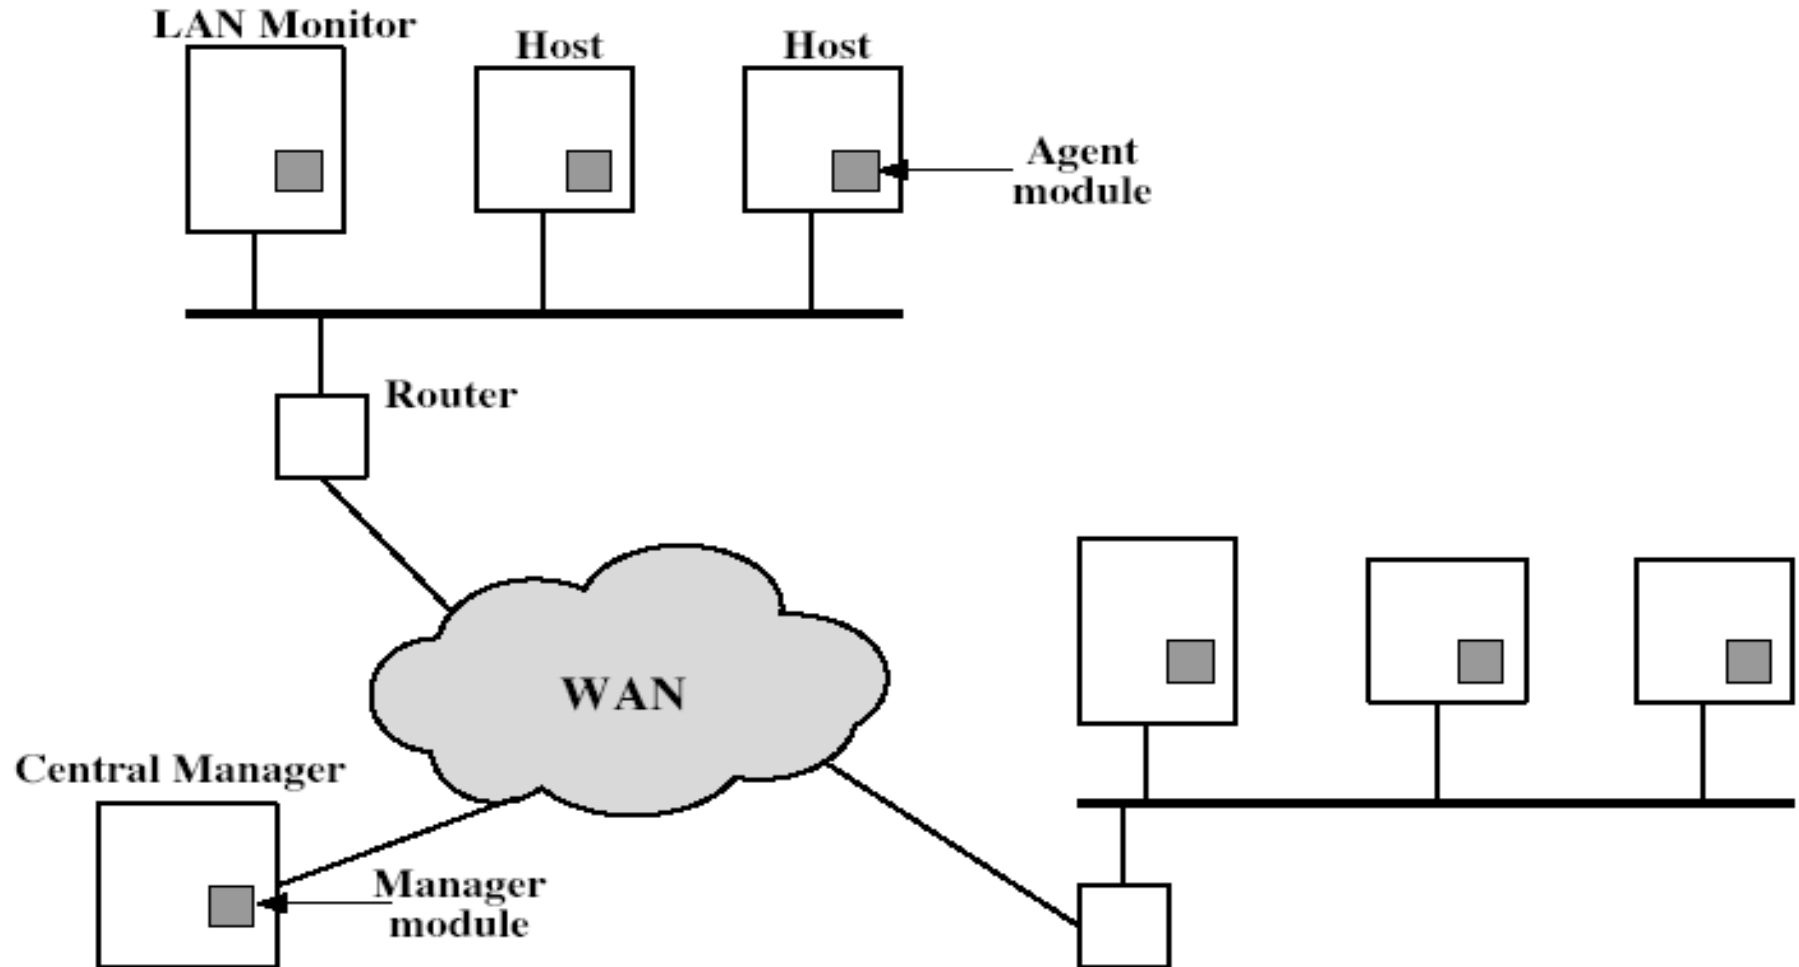 LAN Monitor
Host
Host
Agent
module
Router
WAN
Central Manager
Manager
module